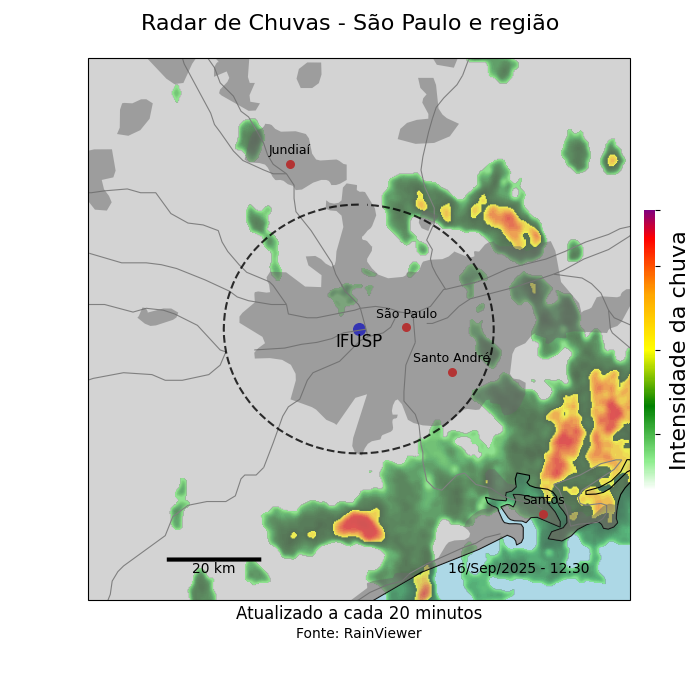 Radar de Chuvas - São Paulo e região
Jundiaí
São Paulo
IFUSP
Santo André
Santos
20 km
16/Sep/2025 - 12:30
Intensidade da chuva
Atualizado a cada 20 minutos
Fonte: RainViewer